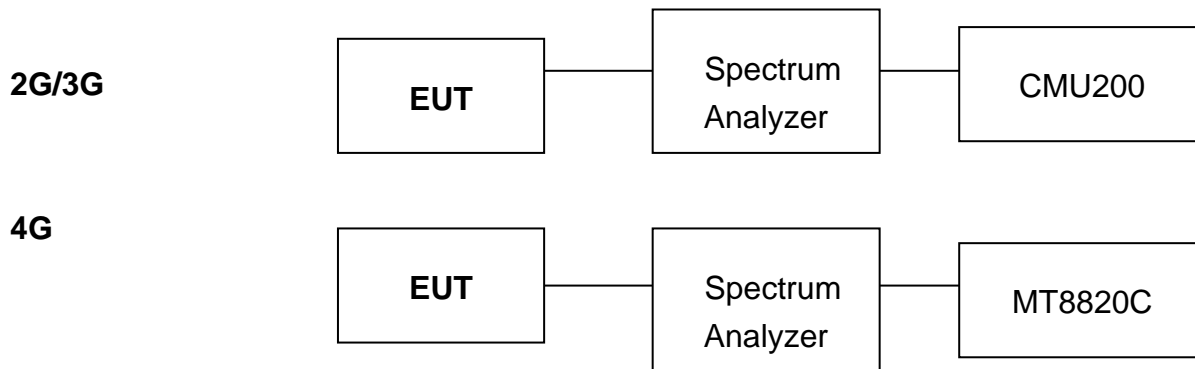 2G/3G
EUT
Spectrum
Analyzer
CMU200
4G
EUT
Spectrum
Analyzer
MT8820C